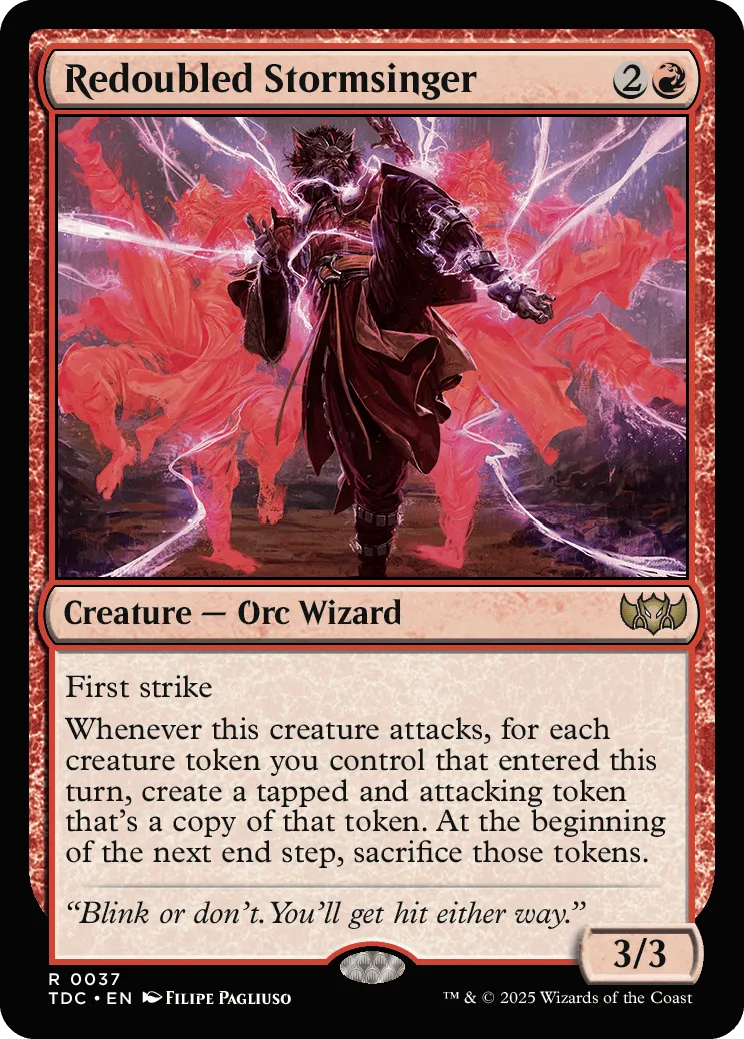 Redoubled Stormsinger 2
Creature — Orc Wizard
First strike
Whenever this creature attacks, for each
creature token you control that entered this
turn, create a tapped and attacking token
that's a copy of that token. At the beginning
of the next end step, sacrifice those tokens.
“Blink or don't. You'll get hit either way.”
3/3
R 0037
TDC • EN Filipe Pagliuso
™ & © 2025 Wizards of the Coast